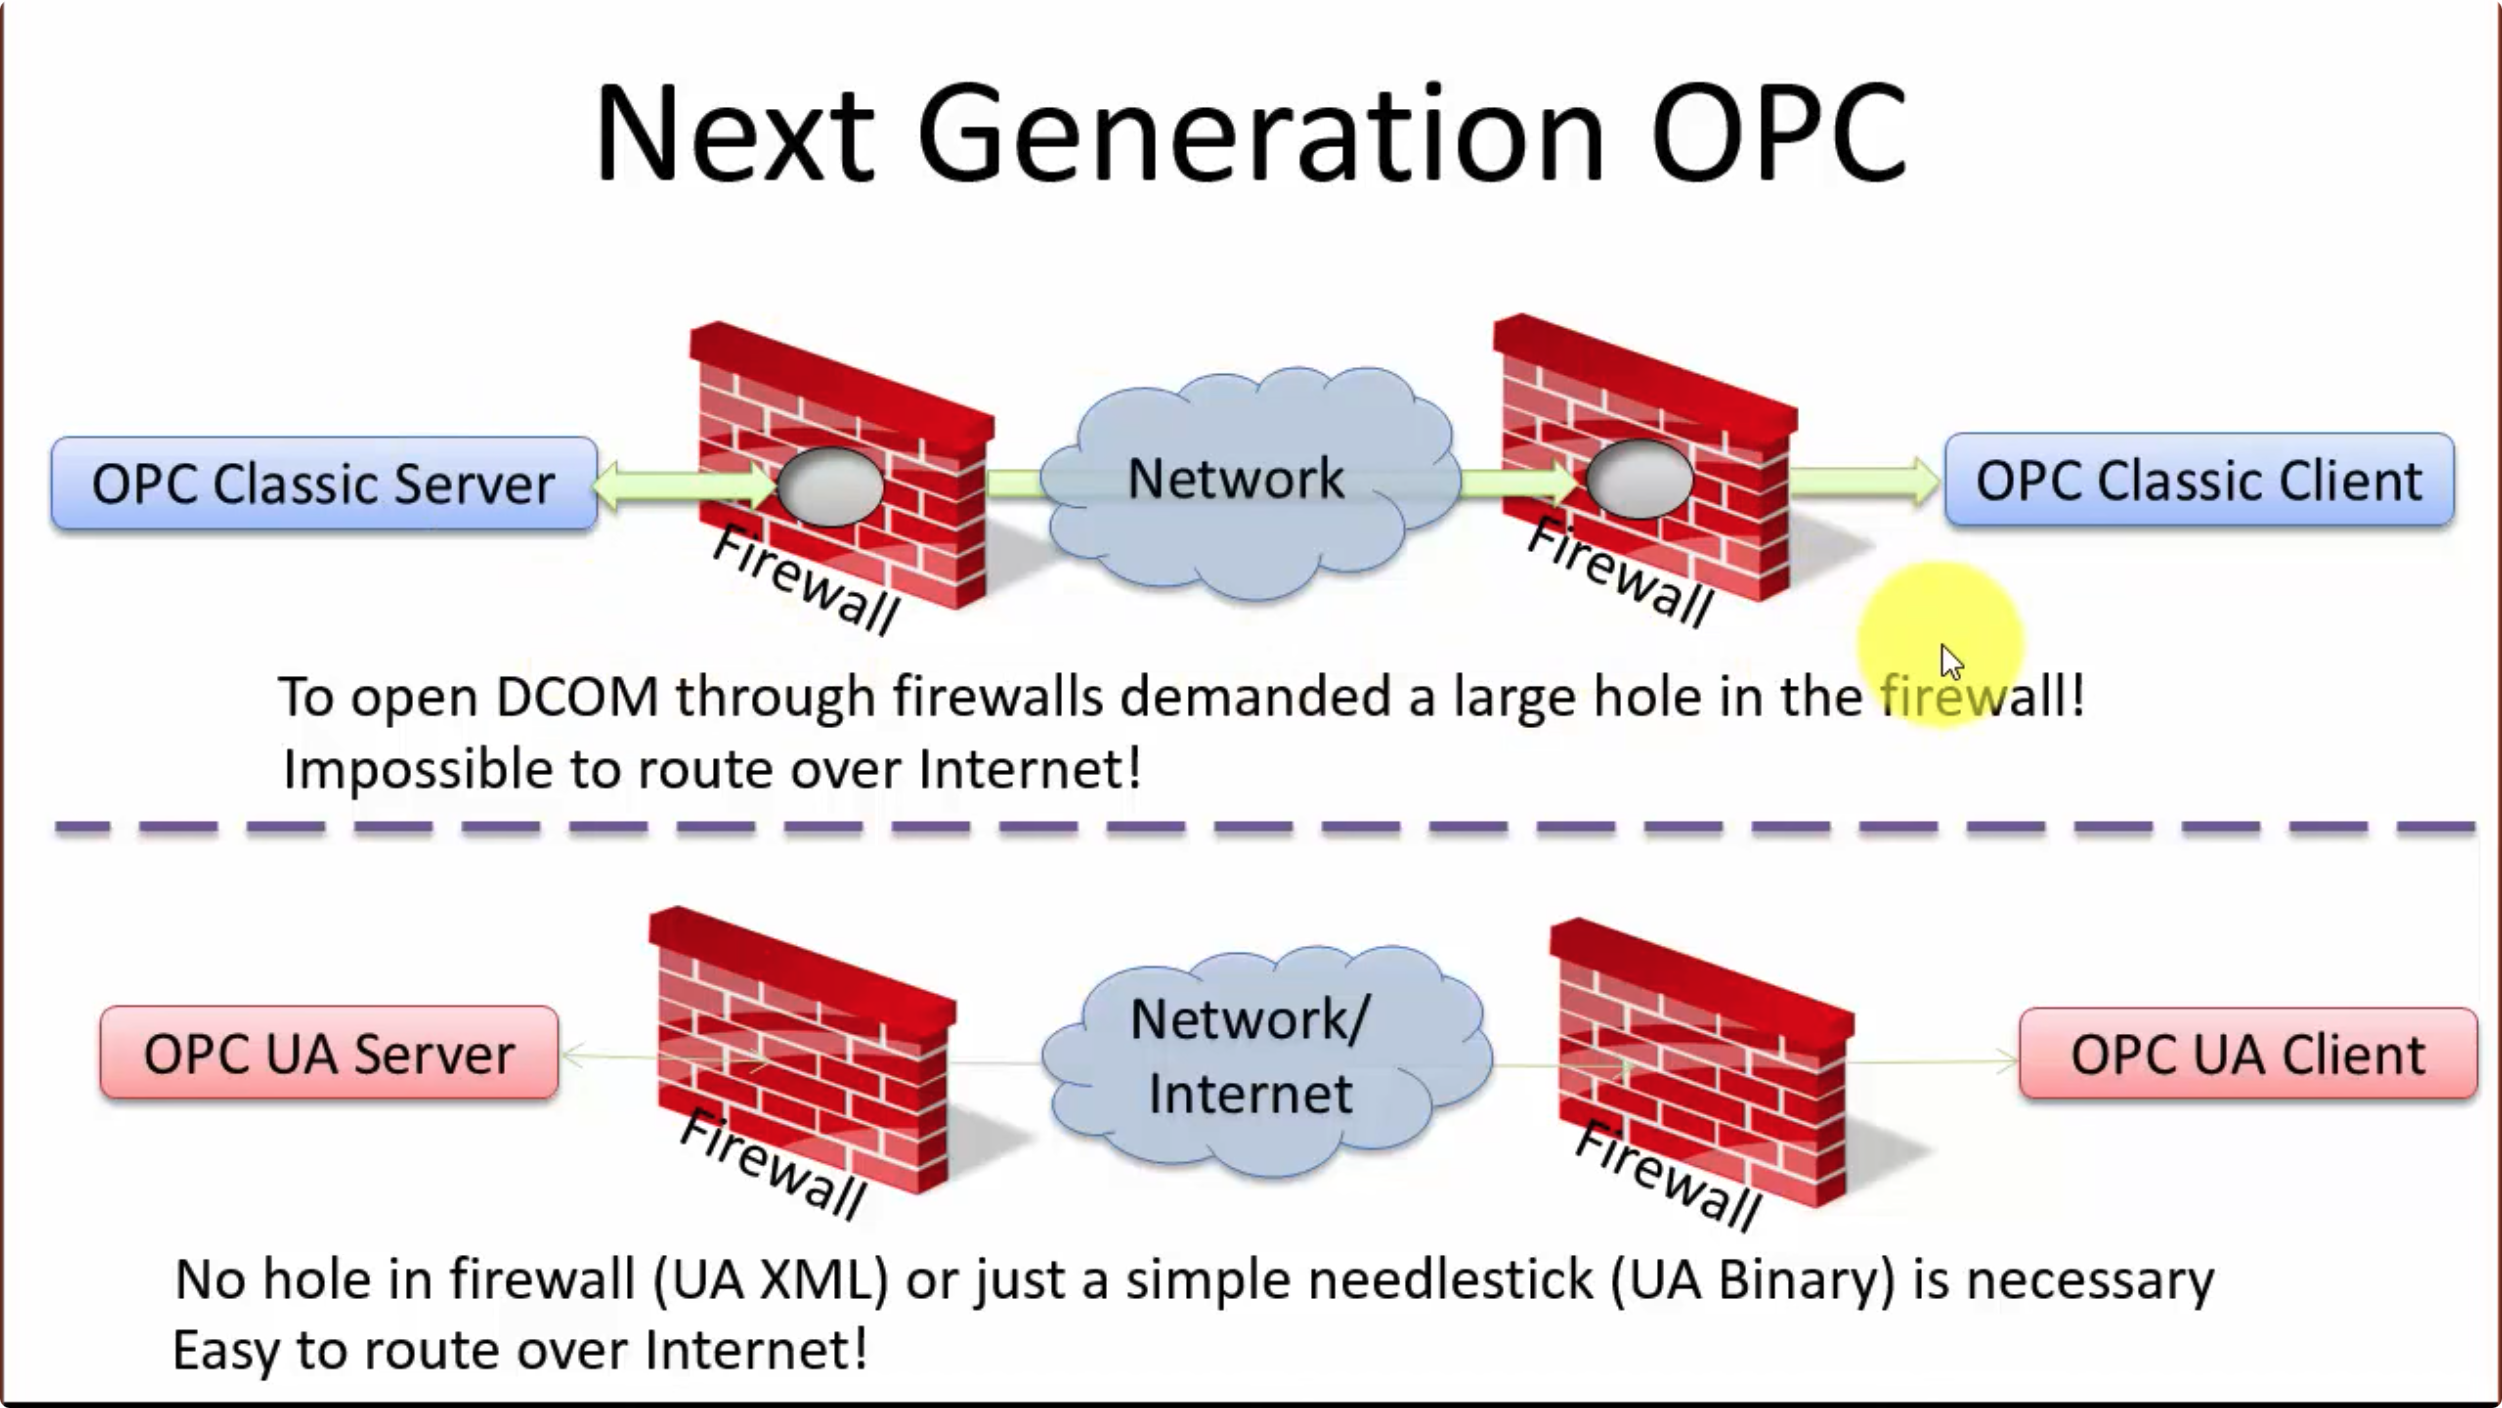 Next Generation OPC
OPC Classic Server
Firewall
Network
Firewall
OPC Classic Client
To open DCOM through firewalls demanded a large hole in the firewall!
Impossible to route over Internet!
OPC UA Server
Firewall
Network/
Internet
Firewall
OPC UA Client
No hole in firewall (UA XML) or just a simple needlestick (UA Binary) is necessary
Easy to route over Internet!